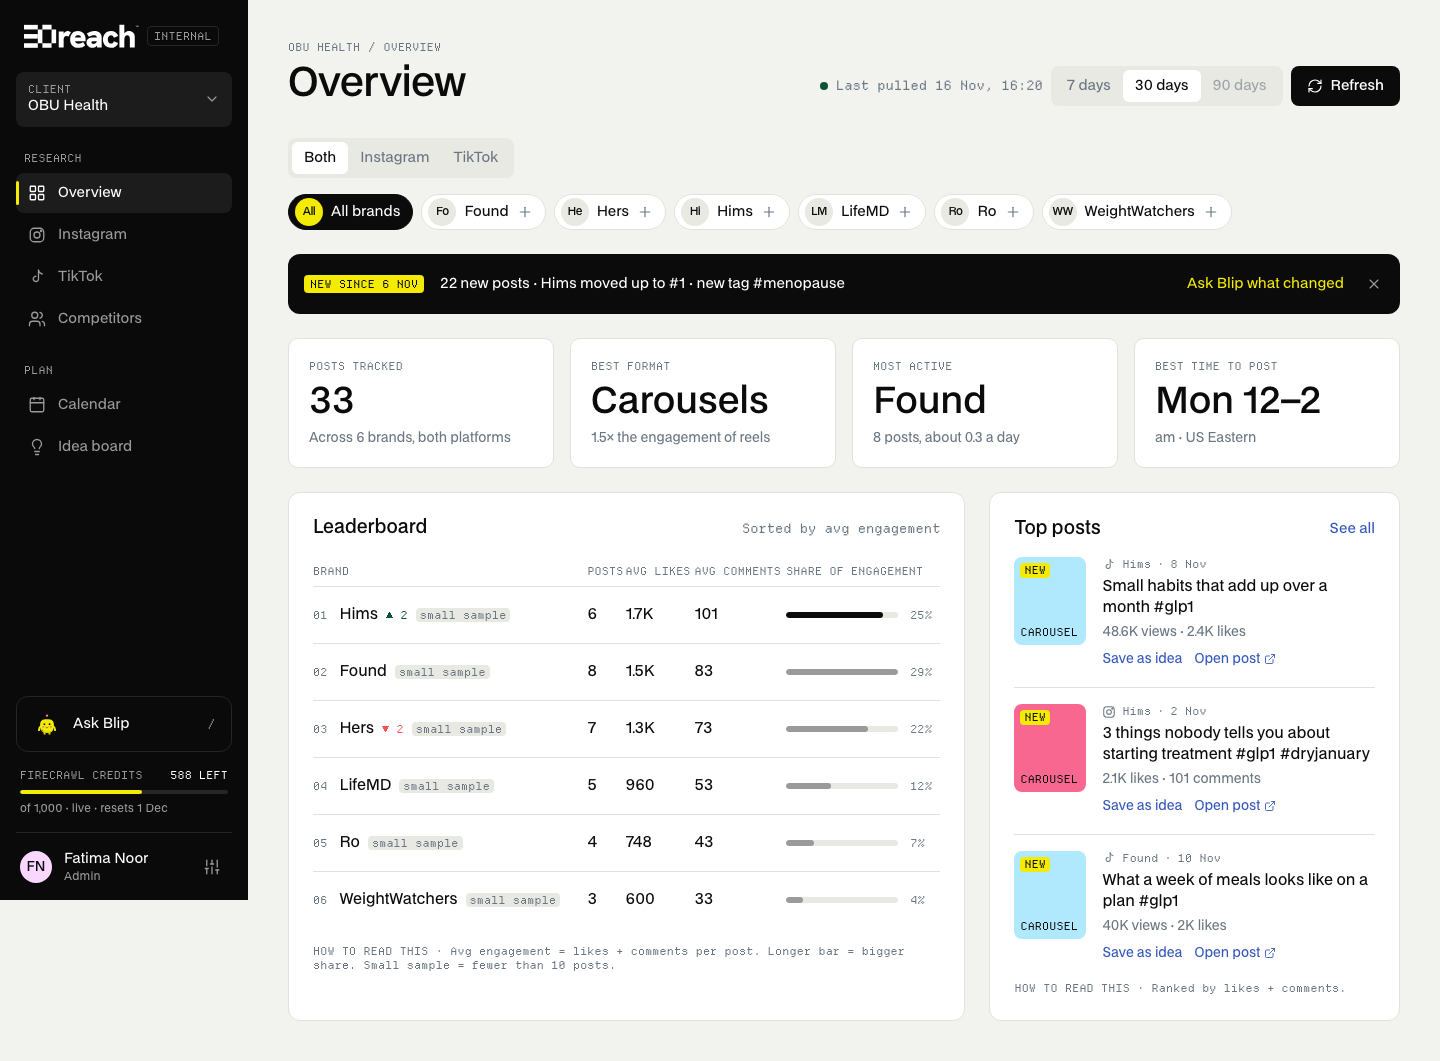 reach INTERNAL
CLIENT
OBU Health
RESEARCH
Overview
Instagram
TikTok
Competitors
PLAN
Calendar
Idea board
Ask Blip /
FIRECRAWL CREDITS 588 LEFT
of 1,000 · live · resets 1 Dec
FN Fatima Noor
Admin
OBU HEALTH / OVERVIEW
Overview
Last pulled 16 Nov, 16:20 7 days 30 days 90 days Refresh
Both Instagram TikTok
All All brands Fo Found + He Hers + Hi Hims + LM LifeMD + Ro Ro + WW WeightWatchers +
NEW SINCE 6 NOV 22 new posts · Hims moved up to #1 · new tag #menopause Ask Blip what changed
POSTS TRACKED
33
Across 6 brands, both platforms
BEST FORMAT
Carousels
1.5× the engagement of reels
MOST ACTIVE
Found
8 posts, about 0.3 a day
BEST TIME TO POST
Mon 12–2
am · US Eastern
Leaderboard Sorted by avg engagement
BRAND POSTS AVG LIKES AVG COMMENTS SHARE OF ENGAGEMENT
01 Hims ▲ 2 small sample 6 1.7K 101 25%
02 Found small sample 8 1.5K 83 29%
03 Hers ▼ 2 small sample 7 1.3K 73 22%
04 LifeMD small sample 5 960 53 12%
05 Ro small sample 4 748 43 7%
06 WeightWatchers small sample 3 600 33 4%
HOW TO READ THIS · Avg engagement = likes + comments per post. Longer bar = bigger
share. Small sample = fewer than 10 posts.
Top posts See all
NEW
CAROUSEL
Hims · 8 Nov
Small habits that add up over a
month #glp1
48.6K views · 2.4K likes
Save as idea Open post
NEW
CAROUSEL
Hims · 2 Nov
3 things nobody tells you about
starting treatment #glp1 #dryjanuary
2.1K likes · 101 comments
Save as idea Open post
NEW
CAROUSEL
Found · 10 Nov
What a week of meals looks like on a
plan #glp1
40K views · 2K likes
Save as idea Open post
HOW TO READ THIS · Ranked by likes + comments.